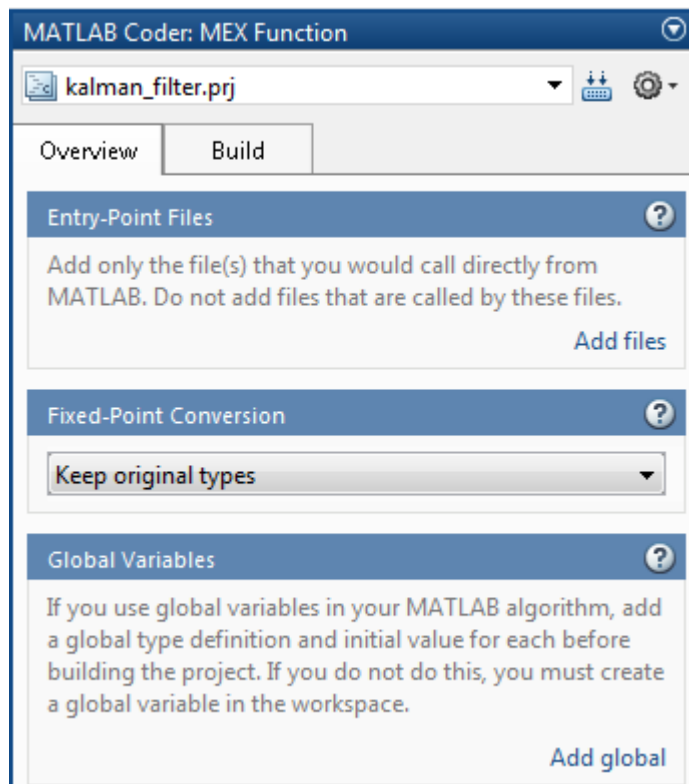 MATLAB Coder: MEX Function
kalman_filter.prj
Overview Build
Entry-Point Files
Add only the file(s) that you would call directly from
MATLAB. Do not add files that are called by these files.
Add files
Fixed-Point Conversion
Keep original types
Global Variables
If you use global variables in your MATLAB algorithm, add
a global type definition and initial value for each before
building the project. If you do not do this, you must create
a global variable in the workspace.
Add global